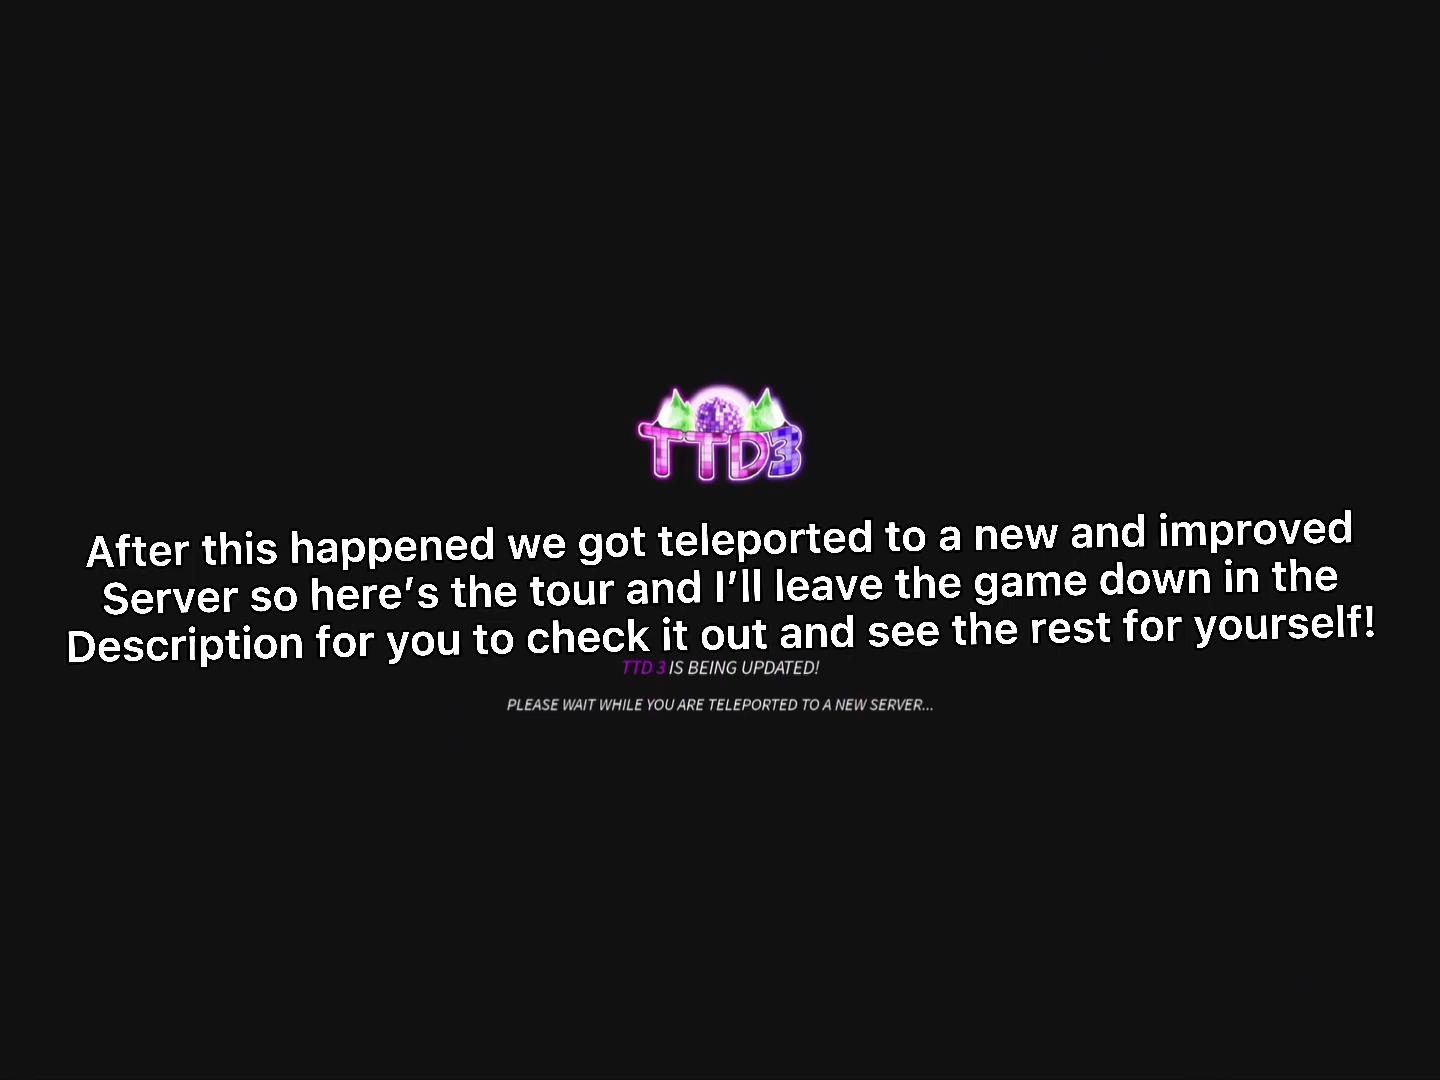 TTD3
After this happened we got teleported to a new and improved
Server so here's the tour and I'll leave the game down in the
Description for you to check it out and see the rest for yourself!
TTD 3 IS BEING UPDATED!
PLEASE WAIT WHILE YOU ARE TELEPORTED TO A NEW SERVER...